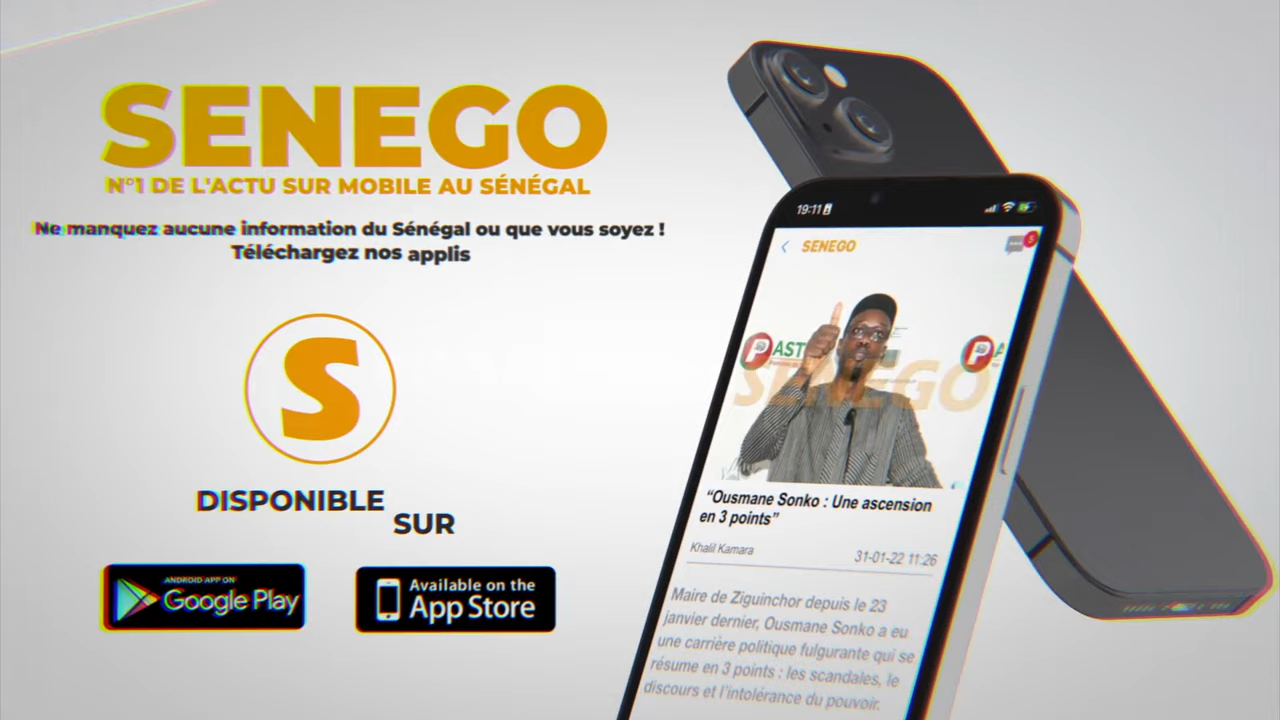 SENEGO
N°1 DE L'ACTU SUR MOBILE AU SÉNÉGAL
Ne manquez aucune information du Sénégal ou que vous soyez !
Téléchargez nos applis
S
DISPONIBLE
SUR
ANDROID APP ON
Google Play
Available on the
App Store
19:11
SENEGO
5
PAST
PA
SENEGO
“Ousmane Sonko : Une ascension
en 3 points”
Khalil Kamara
31-01-22 11:26
Maire de Ziguinchor depuis le 23
janvier dernier, Ousmane Sonko a eu
une carrière politique fulgurante qui se
résume en 3 points : les scandales, le
discours et l'intolérance du pouvoir.